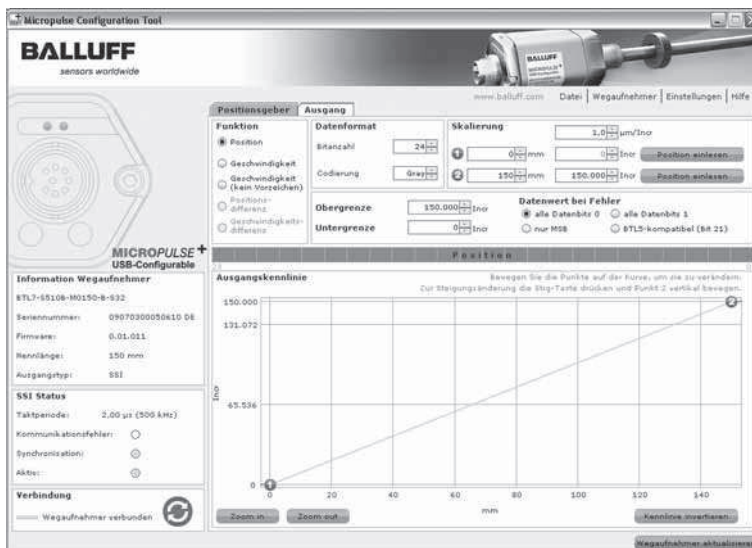 Micropulse Configuration Tool
BALLUFF
sensors worldwide
BALLUFF
MICROPULSE+
www.balluff.com Datei Wegaufnehmer Einstellungen Hilfe
Positionsgeber Ausgang
Funktion
Position
Geschwindigkeit
Geschwindigkeit
(kein Vorzeichen)
Positions-
differenz
Geschwindigkeits-
differenz
Datenformat
Bitanzahl 24
Codierung Gray
Skalierung
1,0 µm/Incr
1 0 mm 0 Incr Position einlesen
2 150 mm 150.000 Incr Position einlesen
Obergrenze 150.000 Incr
Untergrenze 0 Incr
Datenwert bei Fehler
alle Datenbits 0 alle Datenbits 1
nur MSB BTL5-kompatibel (Bit 21)
MICROPULSE+
USB-Configurable
Position
Information Wegaufnehmer
BTL7-S510B-M0150-B-S32
Seriennummer: 09070300050610 DE
Firmware: 0.01.011
Nennlänge: 150 mm
Ausgangstyp: SSI
SSI Status
Taktperiode: 2,00 µs (500 kHz)
Kommunikationsfehler:
Synchronisation:
Aktiv:
Verbindung
Wegaufnehmer verbunden
Ausgangskennlinie
Bewegen Sie die Punkte auf der Kurve, um sie zu verändern.
Zur Steigungsänderung die Strg-Taste drücken und Punkt 2 vertikal bewegen.
150.000
131.072
65.536
0
Incr
1
2
0 20 40 60 80 100 120 140
mm
Zoom in Zoom out Kennlinie invertieren
Wegaufnehmer aktualisieren